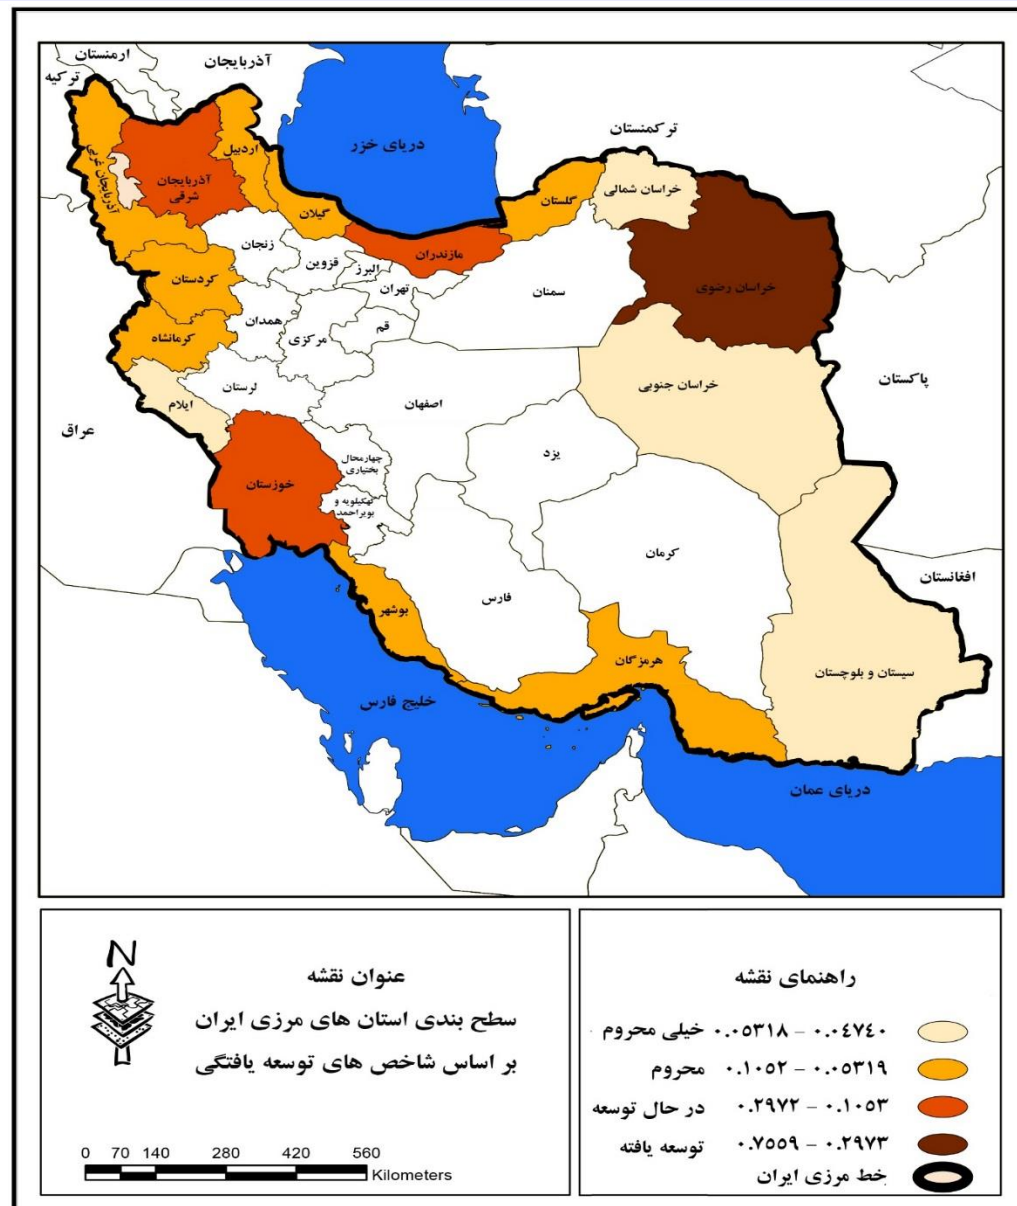 ارمنستان
آذربایجان
ترکیه
ترکمنستان
دریای خزر
اردبیل
آذربایجان
شرقی
آذربایجان غربی
گیلان
گلستان
خراسان شمالی
مازندران
زنجان
قزوین
البرز
تهران
سمنان
خراسان رضوی
کردستان
همدان
مرکزی
قم
کرمانشاه
پاکستان
لرستان
خراسان جنوبی
اصفهان
ایلام
عراق
یزد
چهارمحال
بختیاری
خوزستان
کهکیلویه و
بویراحمد
کرمان
افغانستان
فارس
بوشهر
هرمزگان
سیستان و بلوچستان
خلیج فارس
دریای عمان
راهنمای نقشه
۰.۰۴۷۴۰ – ۰.۰۵۳۱۸ خیلی محروم
۰.۰۵۳۱۹ – ۰.۱۰۵۲ محروم
۰.۱۰۵۳ – ۰.۲۹۷۲ در حال توسعه
۰.۲۹۷۳ – ۰.۷۵۵۹ توسعه یافته
خط مرزی ایران
N
عنوان نقشه
سطح بندی استان های مرزی ایران
بر اساس شاخص های توسعه یافتگی
0 70 140 280 420 560
Kilometers